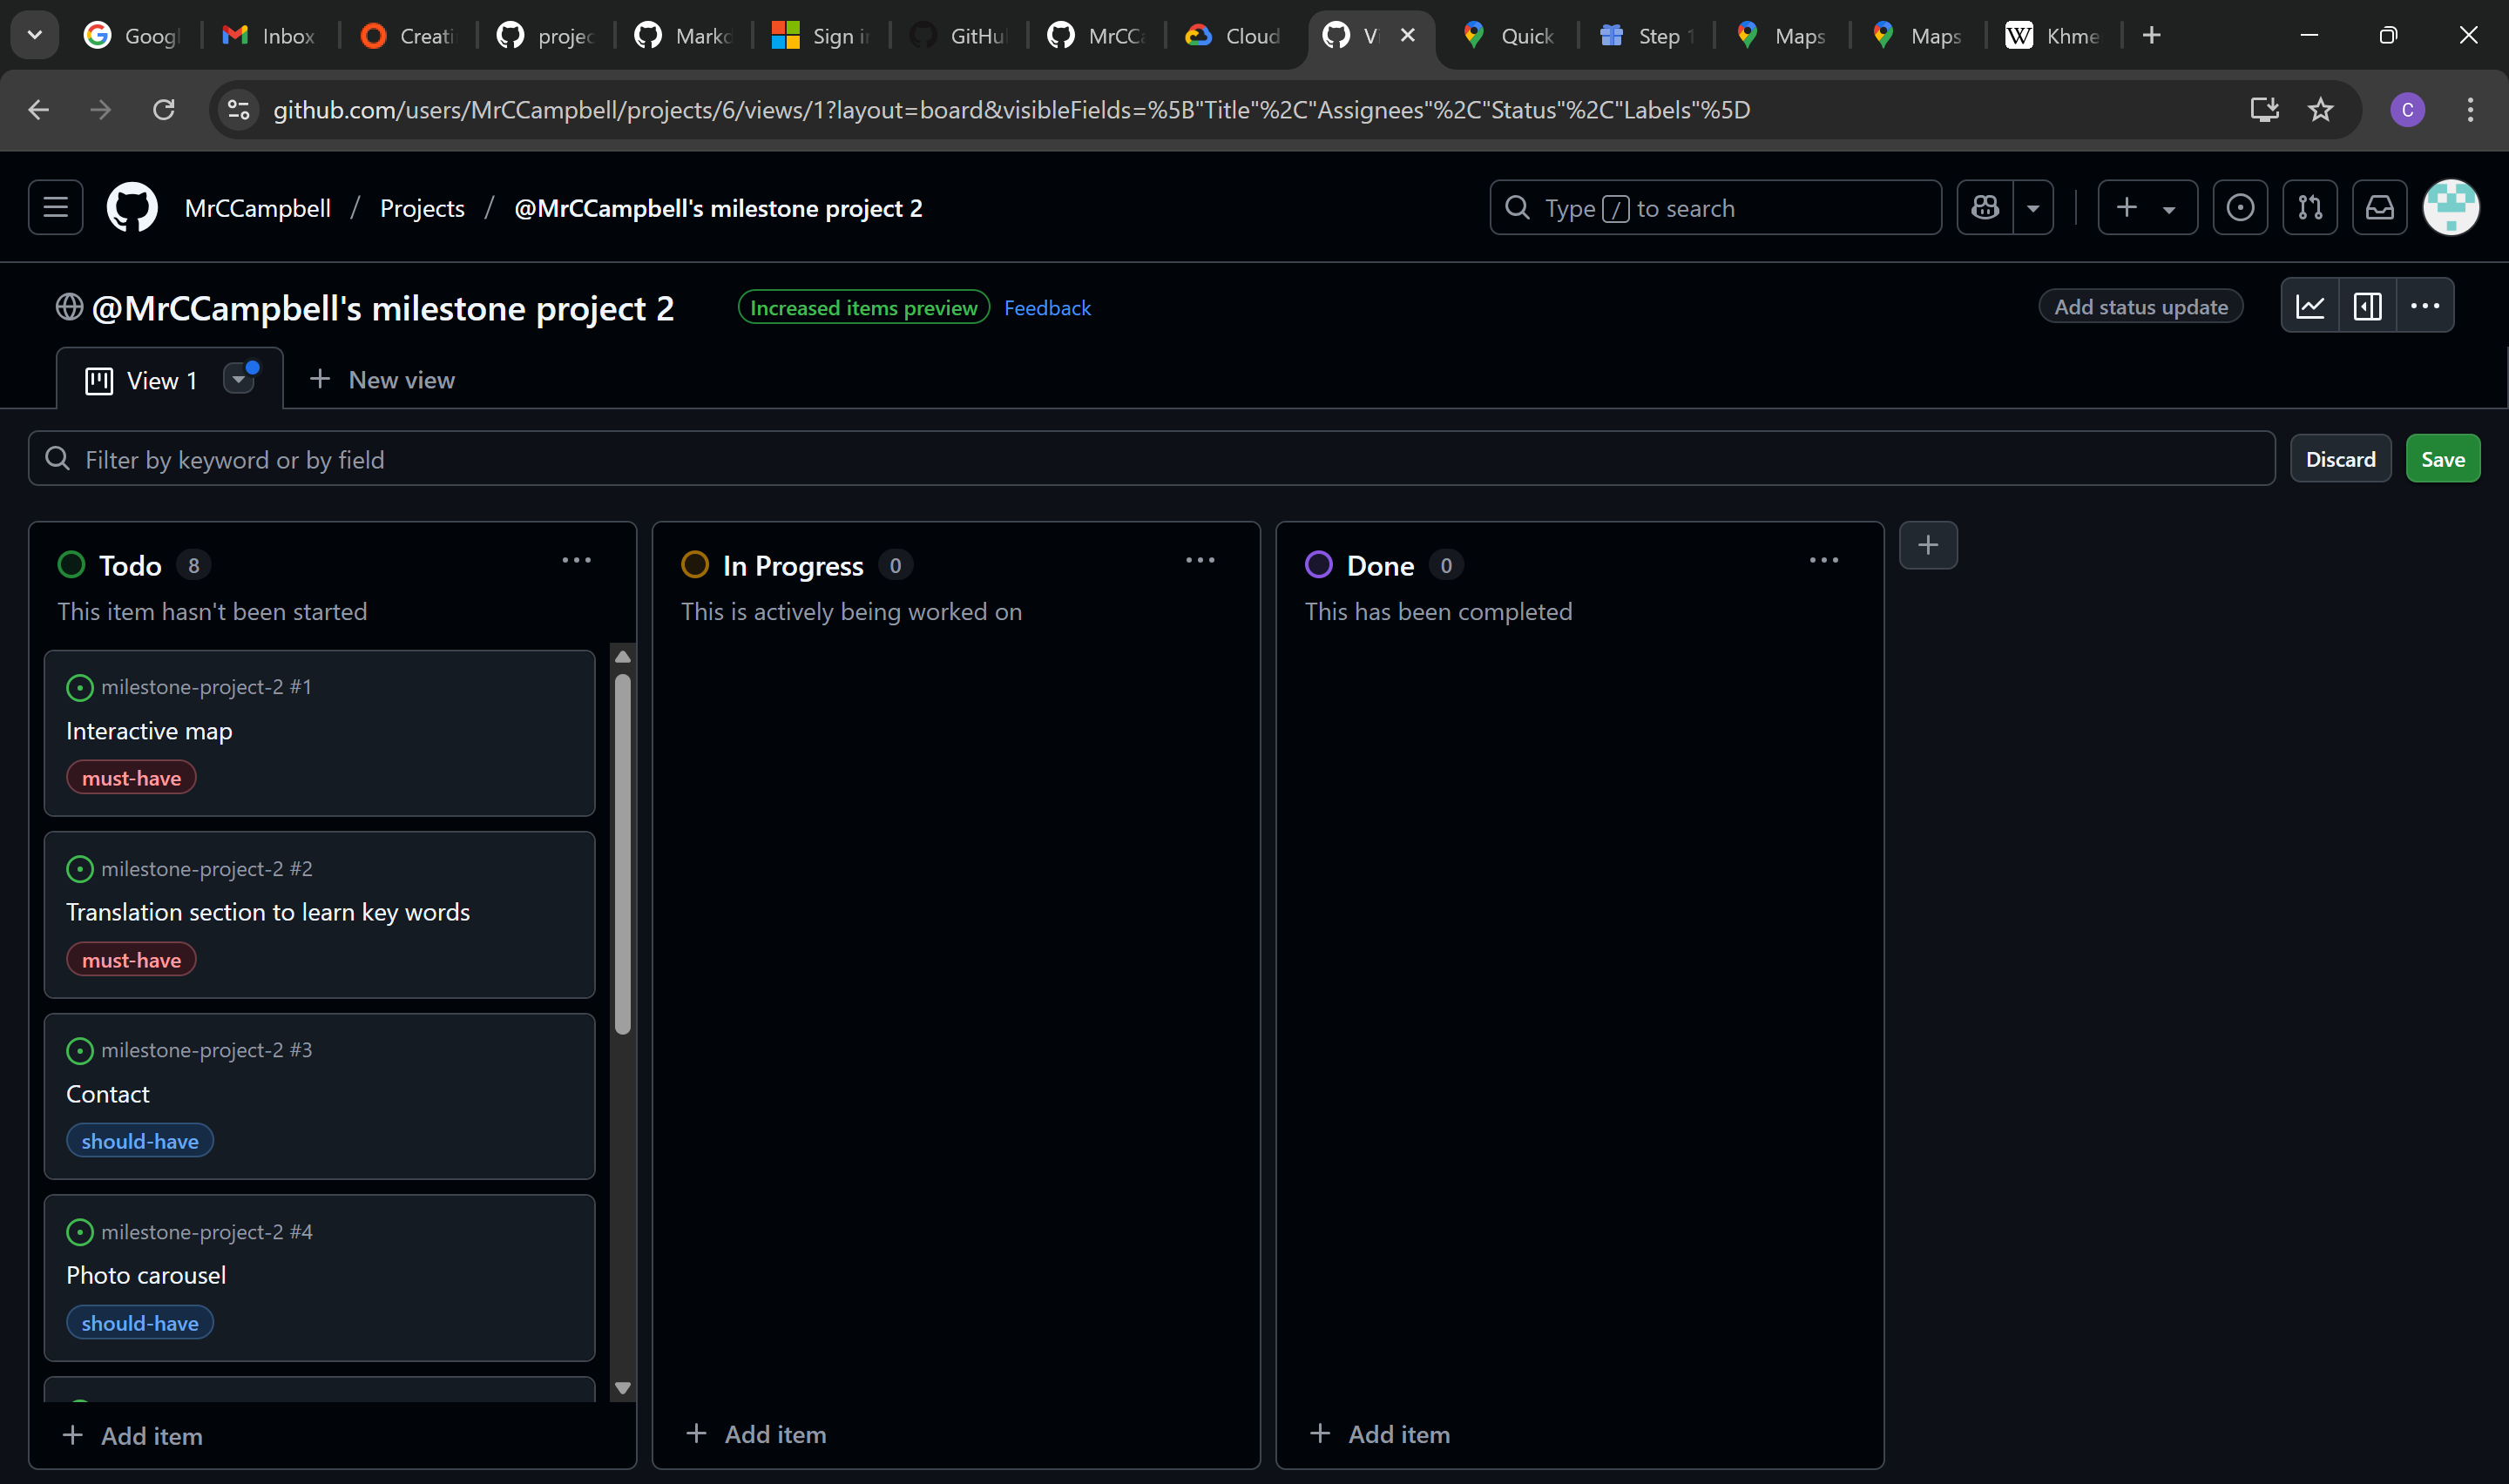 Googl
Inbox
Creati
projec
Markd
Sign in
GitHu
MrCCa
Cloud
Vi
Quick
Step 1
Maps
Maps
W Khme
github.com/users/MrCCampbell/projects/6/views/1?layout=board&visibleFields=%5B"Title"%2C"Assignees"%2C"Status"%2C"Labels"%5D
C
MrCCampbell / Projects / @MrCCampbell's milestone project 2
Type / to search
@MrCCampbell's milestone project 2
Increased items preview
Feedback
Add status update
View 1
New view
Filter by keyword or by field
Discard
Save
Todo 8
This item hasn't been started
milestone-project-2 #1
Interactive map
must-have
milestone-project-2 #2
Translation section to learn key words
must-have
milestone-project-2 #3
Contact
should-have
milestone-project-2 #4
Photo carousel
should-have
Add item
In Progress 0
This is actively being worked on
Add item
Done 0
This has been completed
Add item